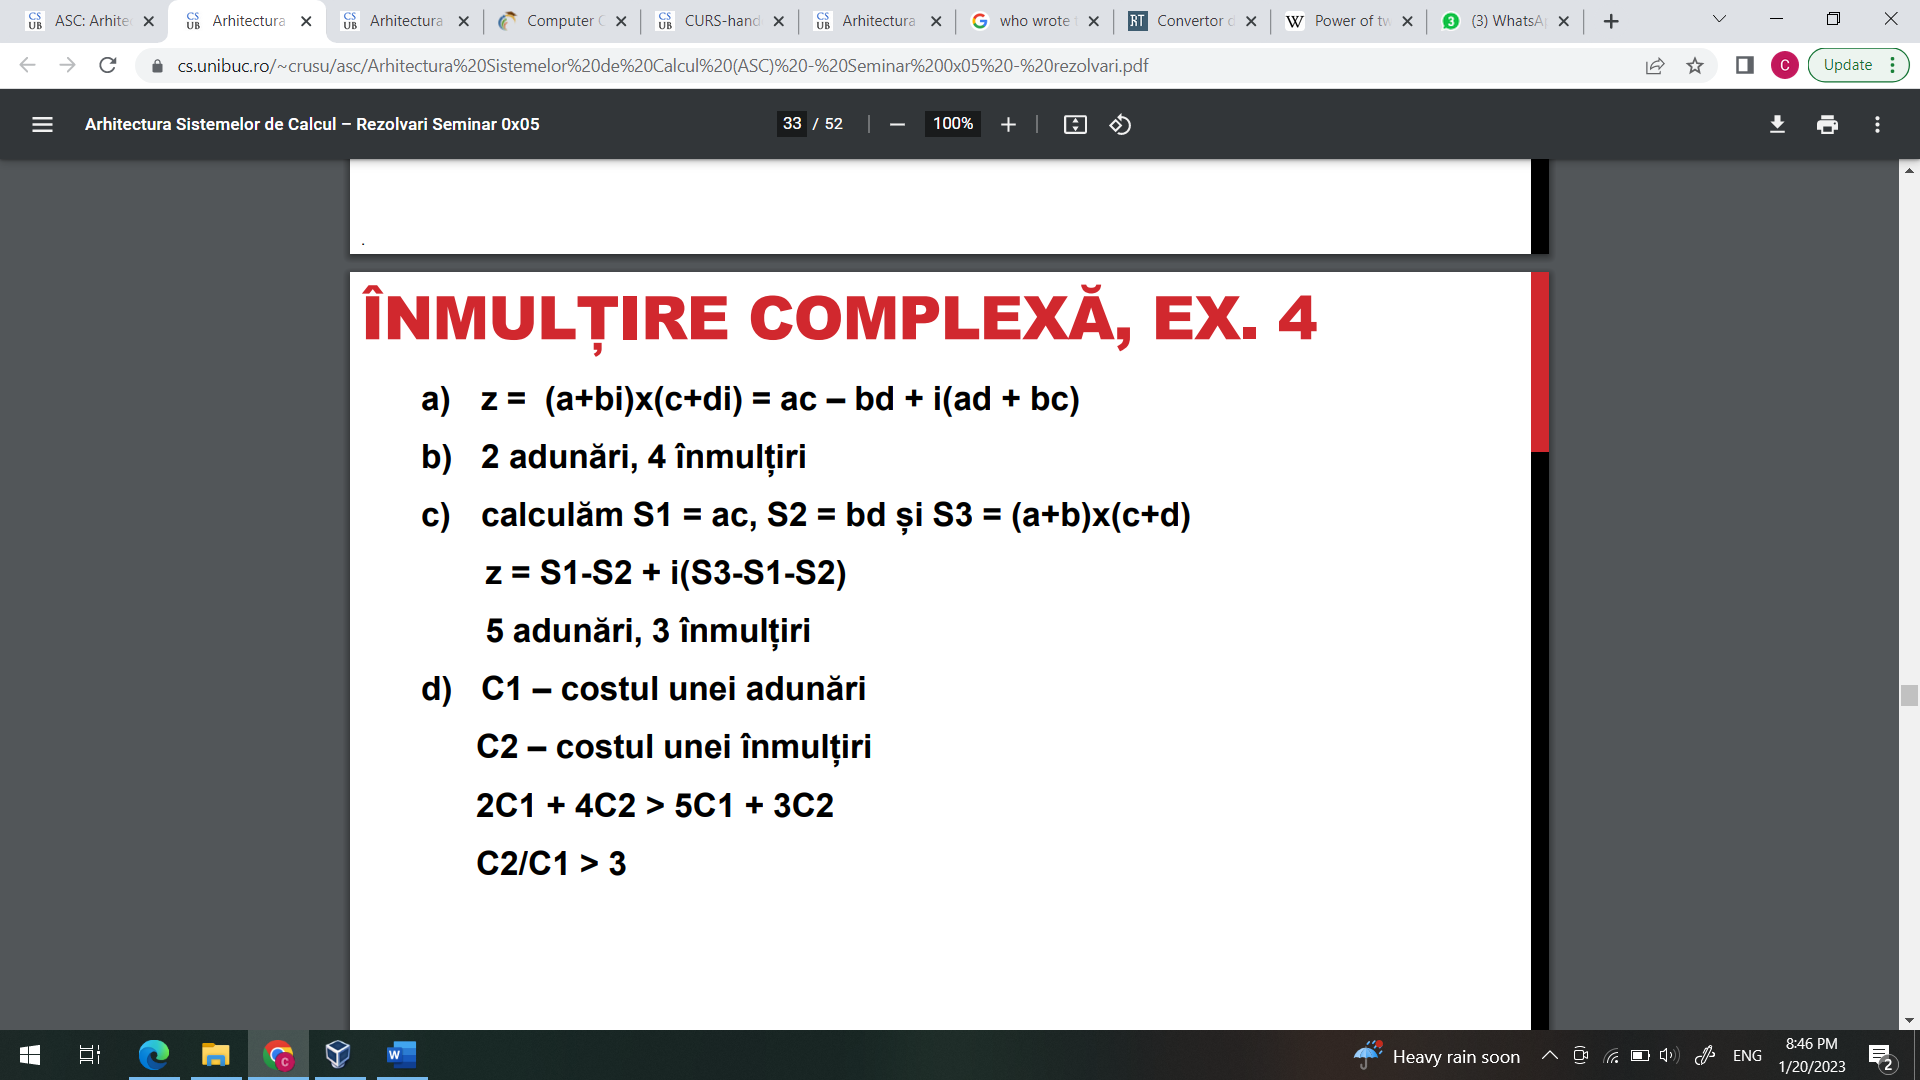 ASC: Arhite
Arhitectura
Arhitectura
Computer C
CURS-hand
Arhitectura
who wrote t
Convertor d
Power of tw
(3) WhatsA
cs.unibuc.ro/~crusu/asc/Arhitectura%20Sistemelor%20de%20Calcul%20(ASC)%20-%20Seminar%200x05%20-%20rezolvari.pdf
C
Update
Arhitectura Sistemelor de Calcul – Rezolvari Seminar 0x05
33 / 52
100%
.
ÎNMULȚIRE COMPLEXĂ, EX. 4
a) z = (a+bi)x(c+di) = ac – bd + i(ad + bc)
b) 2 adunări, 4 înmulțiri
c) calculăm S1 = ac, S2 = bd și S3 = (a+b)x(c+d)
z = S1-S2 + i(S3-S1-S2)
5 adunări, 3 înmulțiri
d) C1 – costul unei adunări
C2 – costul unei înmulțiri
2C1 + 4C2 > 5C1 + 3C2
C2/C1 > 3
Heavy rain soon
ENG
8:46 PM
1/20/2023
2